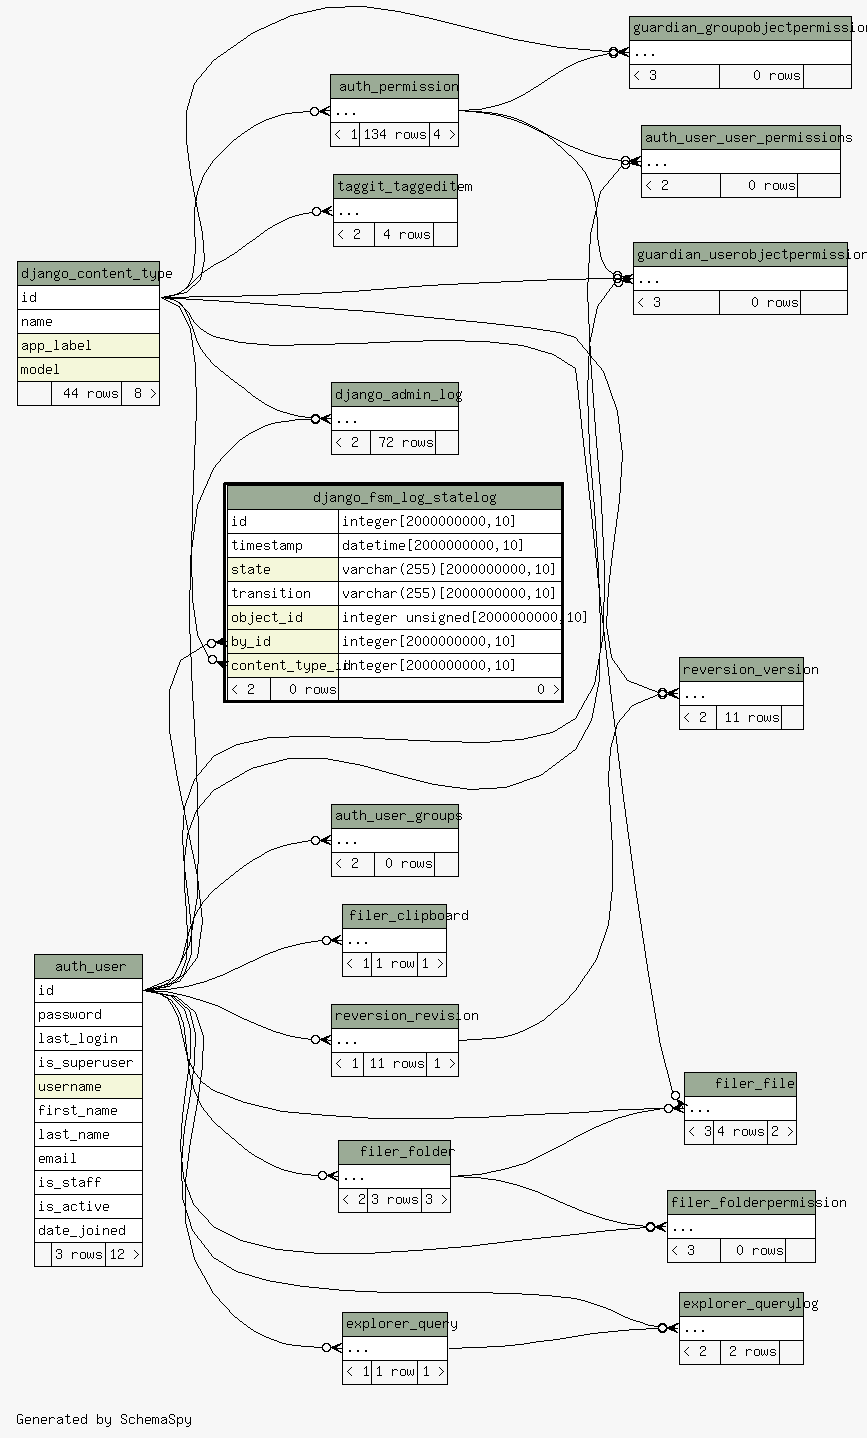 guardian_groupobjectpermission
...
< 3 0 rows
auth_permission
...
< 1 134 rows 4 >
auth_user_user_permissions
...
< 2 0 rows
taggit_taggeditem
...
< 2 4 rows
guardian_userobjectpermission
...
< 3 0 rows
django_content_type
id
name
app_label
model
44 rows 8 >
django_admin_log
...
< 2 72 rows
django_fsm_log_statelog
id integer[2000000000,10]
timestamp datetime[2000000000,10]
state varchar(255)[2000000000,10]
transition varchar(255)[2000000000,10]
object_id integer unsigned[2000000000,10]
by_id integer[2000000000,10]
content_type_id integer[2000000000,10]
< 2 0 rows 0 >
reversion_version
...
< 2 11 rows
auth_user_groups
...
< 2 0 rows
filer_clipboard
...
< 1 1 row 1 >
auth_user
id
password
last_login
is_superuser
username
first_name
last_name
email
is_staff
is_active
date_joined
3 rows 12 >
reversion_revision
...
< 1 11 rows 1 >
filer_file
...
< 3 4 rows 2 >
filer_folder
...
< 2 3 rows 3 >
filer_folderpermission
...
< 3 0 rows
explorer_querylog
...
< 2 2 rows
explorer_query
...
< 1 1 row 1 >
Generated by SchemaSpy